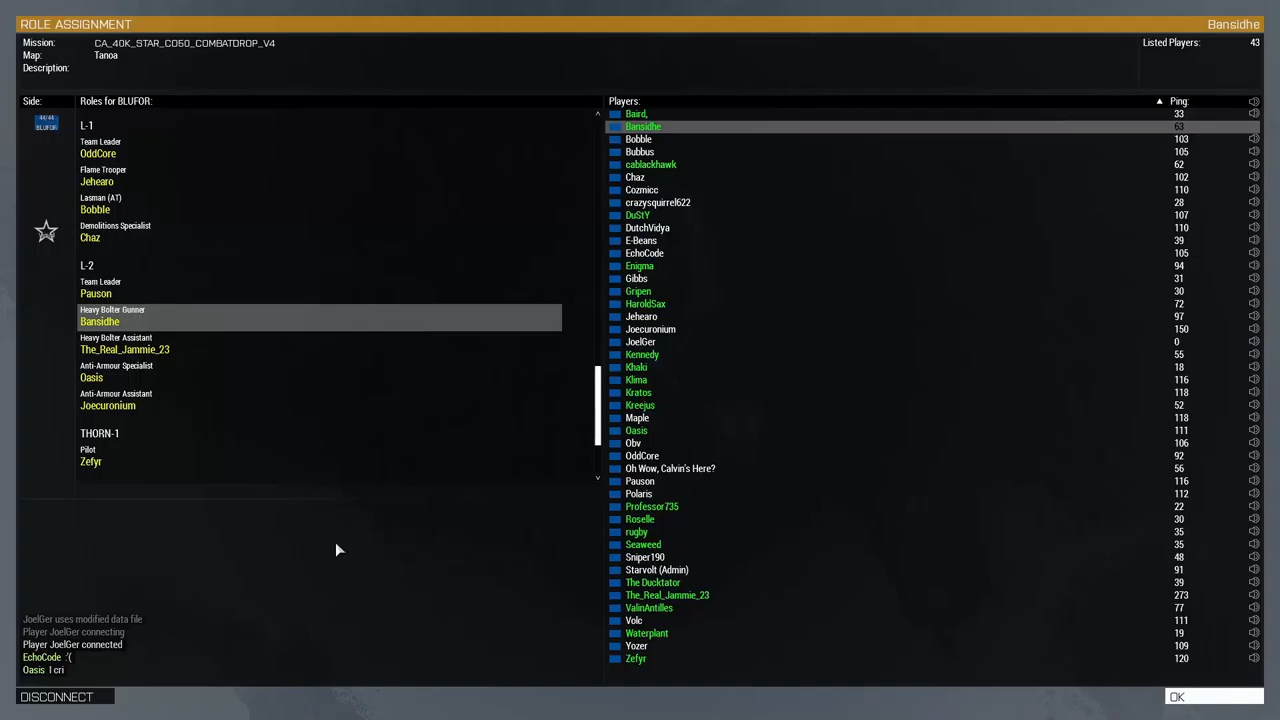 ROLE ASSIGNMENT Bansidhe
Mission: CA_40K_STAR_CO50_COMBATDROP_V4 Listed Players: 43
Map: Tanoa
Description:
Side: Roles for BLUFOR: Players: Ping:
44/44
BLUFOR
L-1
Team Leader
OddCore
Flame Trooper
Jehearo
Lasman (AT)
Bobble
Demolitions Specialist
Chaz
L-2
Team Leader
Pauson
Heavy Bolter Gunner
Bansidhe
Heavy Bolter Assistant
The_Real_Jammie_23
Anti-Armour Specialist
Oasis
Anti-Armour Assistant
Joecuronium
THORN-1
Pilot
Zefyr
Baird, 33
Bansidhe 63
Bobble 103
Bubbus 105
cablackhawk 62
Chaz 102
Cozmicc 110
crazysquirrel622 28
DuStY 107
DutchVidya 110
E-Beans 39
EchoCode 105
Enigma 94
Gibbs 31
Gripen 30
HaroldSax 72
Jehearo 97
Joecuronium 150
JoelGer 0
Kennedy 55
Khaki 18
Klima 116
Kratos 118
Kreejus 52
Maple 118
Oasis 111
Obv 106
OddCore 92
Oh Wow, Calvin's Here? 56
Pauson 116
Polaris 112
Professor735 22
Roselle 30
rugby 35
Seaweed 35
Sniper190 48
Starvolt (Admin) 91
The Ducktator 39
The_Real_Jammie_23 273
ValinAntilles 77
Volc 111
Waterplant 19
Yozer 109
Zefyr 120
JoelGer uses modified data file
Player JoelGer connecting
Player JoelGer connected
EchoCode :'(
Oasis I cri
DISCONNECT OK